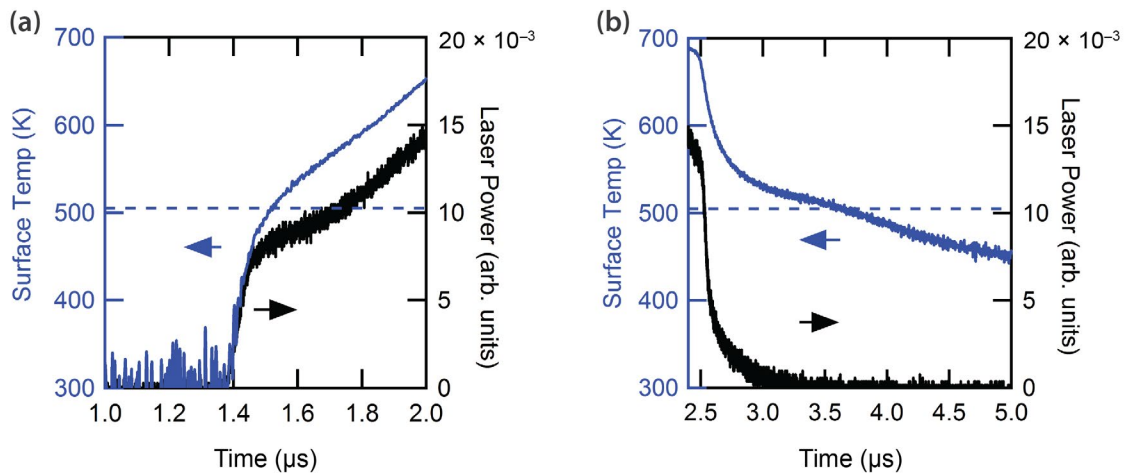 (a)
700
600
500
400
300
Surface Temp (K)
20 × 10⁻³
15
10
5
0
Laser Power (arb. units)
1.0 1.2 1.4 1.6 1.8 2.0
Time (μs)
(b)
700
600
500
400
300
Surface Temp (K)
20 × 10⁻³
15
10
5
0
Laser Power (arb. units)
2.5 3.0 3.5 4.0 4.5 5.0
Time (μs)